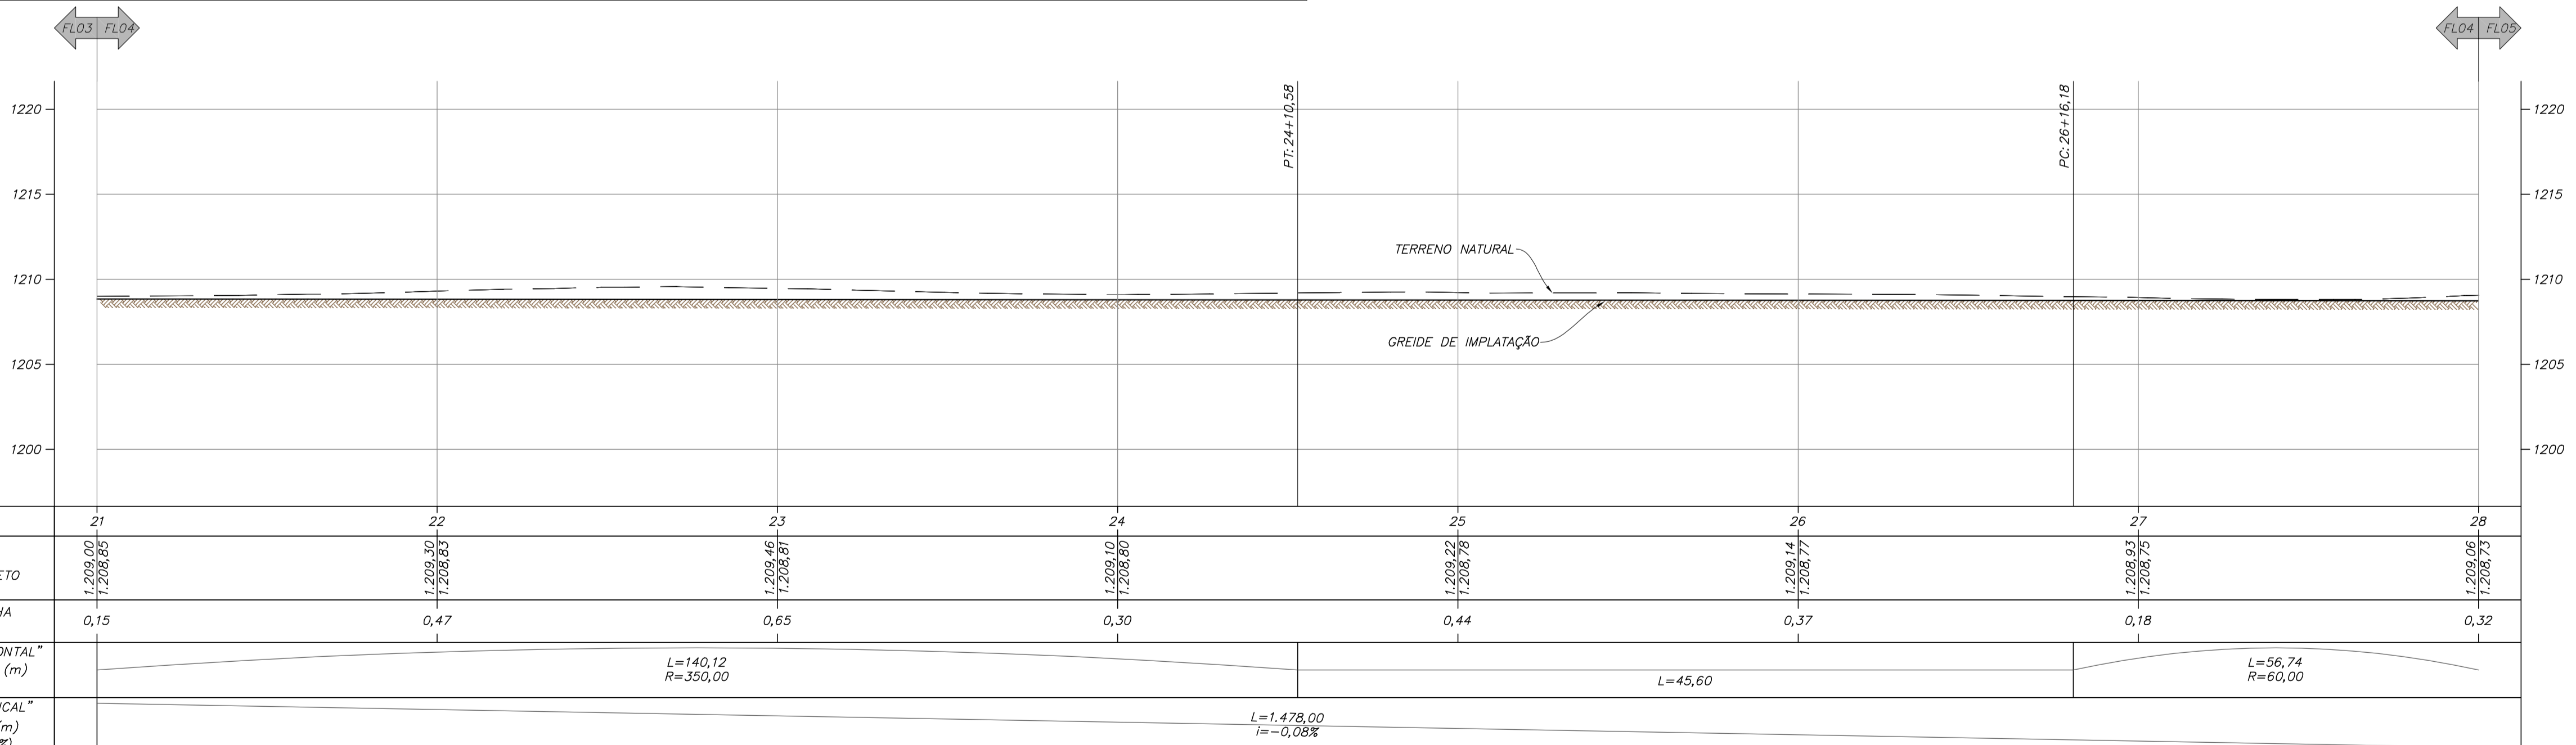 FL03 FL04
FL04 FL05
1220
1215
1210
1205
1200
1220
1215
1210
1205
1200
PT: 24+10,58
PC: 26+16,18
TERRENO NATURAL
GREIDE DE IMPLATAÇÃO
21 22 23 24 25 26 27 28
ETO
1.209,00 1.209,30 1.209,46 1.209,10 1.209,22 1.209,14 1.208,93 1.209,06
1.208,85 1.208,83 1.208,81 1.208,80 1.208,78 1.208,77 1.208,75 1.208,73
HA
0,15 0,47 0,65 0,30 0,44 0,37 0,18 0,32
ONTAL"
(m)
L=140,12
R=350,00
L=45,60
L=56,74
R=60,00
ICAL"
(m)
%)
L=1.478,00
i=-0,08%